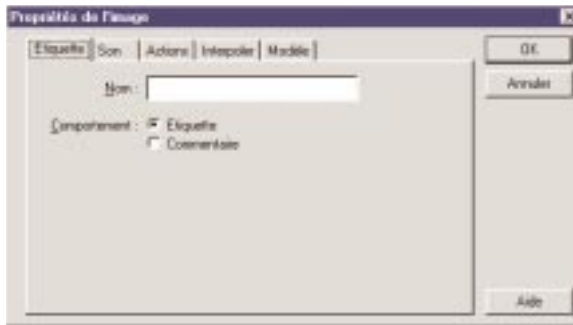 Propriétés de l'image
Etiquette Son Actions Interpoler Modèle
OK
Annuler
Nom :
Comportement : Etiquette
Commentaire
Aide